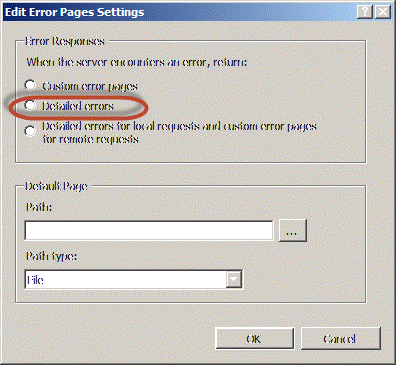 Edit Error Pages Settings
Error Responses
When the server encounters an error, return:
Custom error pages
Detailed errors
Detailed errors for local requests and custom error pages
for remote requests
Default Page
Path:
...
Path type:
File
OK
Cancel